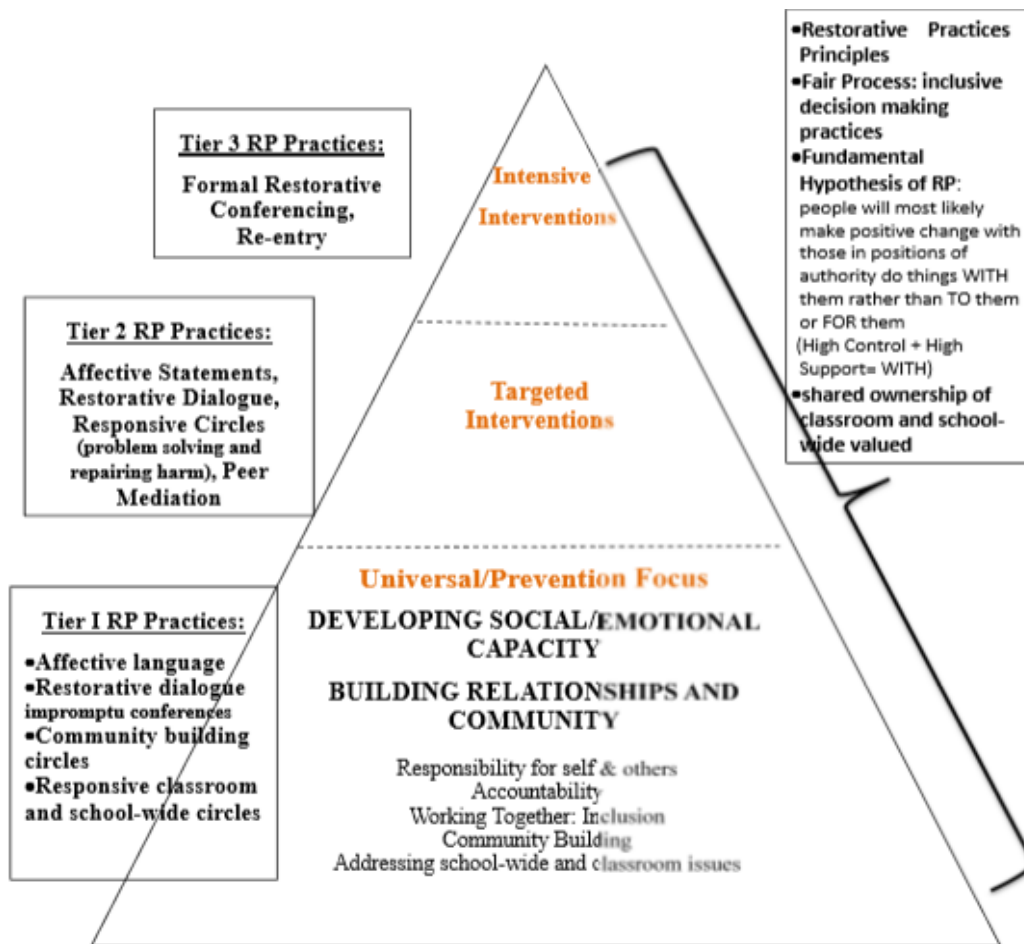 Tier 3 RP Practices:
Formal Restorative
Conferencing,
Re-entry
Tier 2 RP Practices:
Affective Statements,
Restorative Dialogue,
Responsive Circles
(problem solving and
repairing harm), Peer
Mediation
Tier I RP Practices:
•Affective language
•Restorative dialogue
impromptu conferences
•Community building
circles
•Responsive classroom
and school-wide circles
Intensive
Interventions
Targeted
Interventions
Universal/Prevention Focus
DEVELOPING SOCIAL/EMOTIONAL
CAPACITY
BUILDING RELATIONSHIPS AND
COMMUNITY
Responsibility for self & others
Accountability
Working Together: Inclusion
Community Building
Addressing school-wide and classroom issues
•Restorative Practices
Principles
•Fair Process: inclusive
decision making
practices
•Fundamental
Hypothesis of RP:
people will most likely
make positive change with
those in positions of
authority do things WITH
them rather than TO them
or FOR them
(High Control + High
Support= WITH)
•shared ownership of
classroom and school-
wide valued